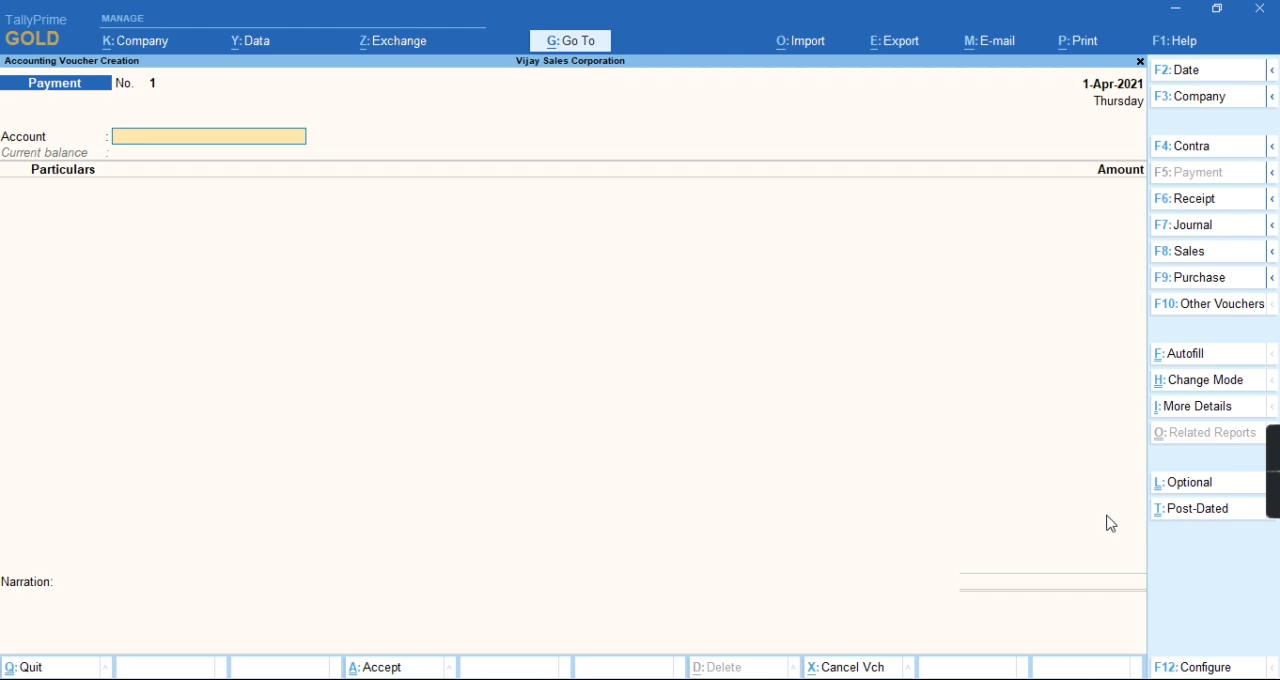 TallyPrime
GOLD
MANAGE
K: Company
Y: Data
Z: Exchange
G: Go To
O: Import
E: Export
M: E-mail
P: Print
F1: Help
Accounting Voucher Creation
Vijay Sales Corporation
Payment No. 1
1-Apr-2021
Thursday
Account :
Current balance :
Particulars Amount
Narration:
F2: Date
F3: Company
F4: Contra
F5: Payment
F6: Receipt
F7: Journal
F8: Sales
F9: Purchase
F10: Other Vouchers
F: Autofill
H: Change Mode
I: More Details
O: Related Reports
L: Optional
T: Post-Dated
Q: Quit
A: Accept
D: Delete
X: Cancel Vch
F12: Configure